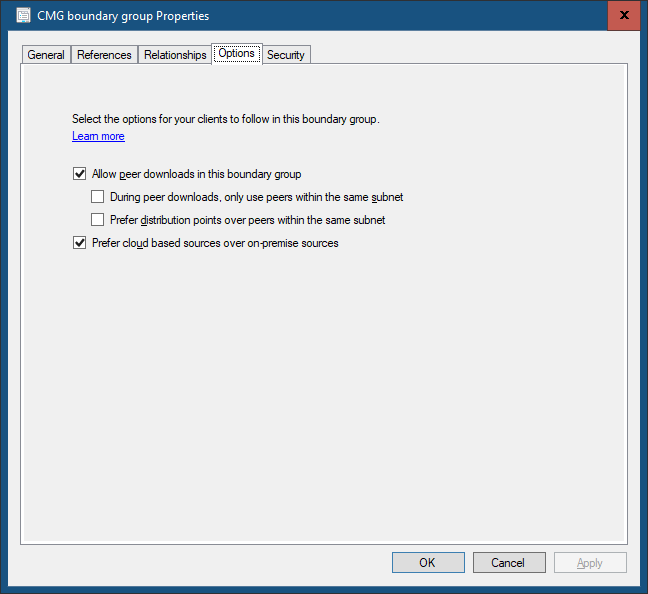 CMG boundary group Properties
General References Relationships Options Security
Select the options for your clients to follow in this boundary group.
Learn more
Allow peer downloads in this boundary group
During peer downloads, only use peers within the same subnet
Prefer distribution points over peers within the same subnet
Prefer cloud based sources over on-premise sources
OK Cancel Apply